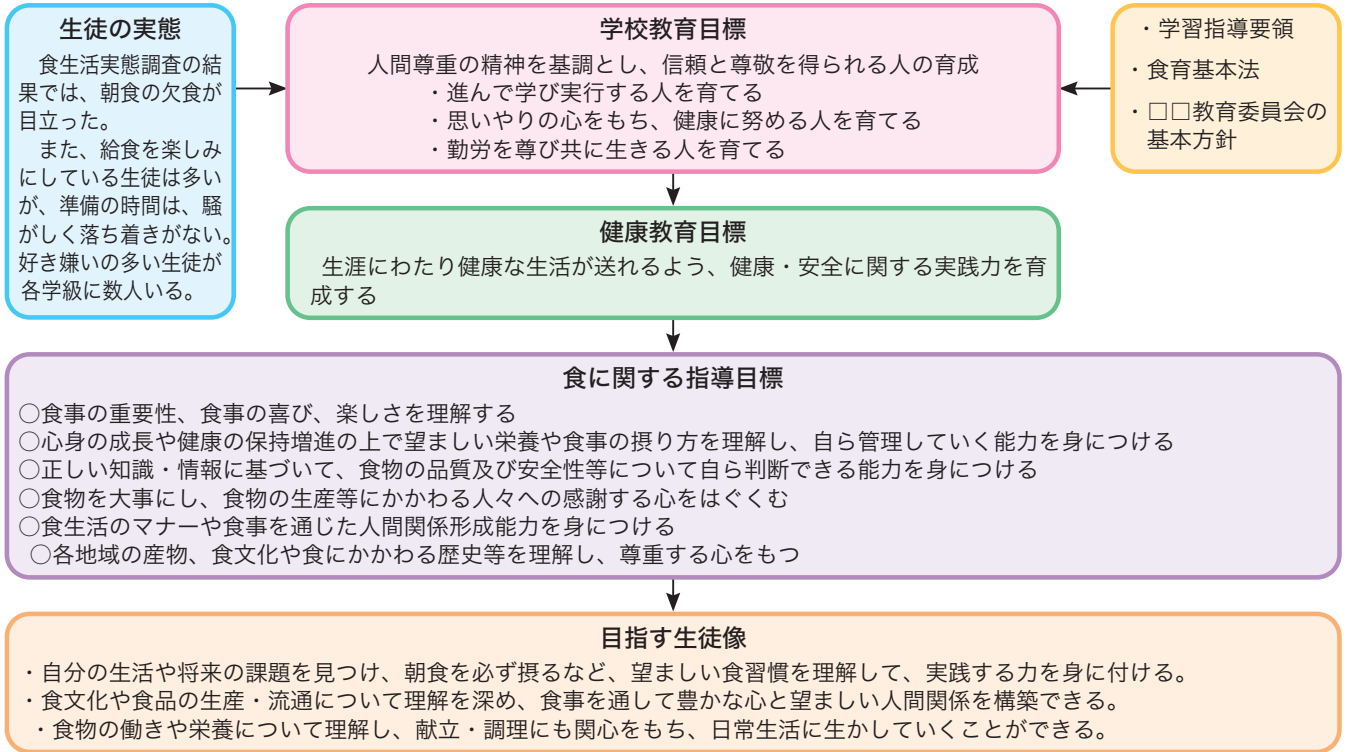 生徒の実態
食生活実態調査の結
果では、朝食の欠食が
目立った。
また、給食を楽しみ
にしている生徒は多い
が、準備の時間は、騒
がしく落ち着きがない。
好き嫌いの多い生徒が
各学級に数人いる。
学校教育目標
人間尊重の精神を基調とし、信頼と尊敬を得られる人の育成
・進んで学び実行する人を育てる
・思いやりの心をもち、健康に努める人を育てる
・勤労を尊び共に生きる人を育てる
・学習指導要領
・食育基本法
・□□教育委員会の
基本方針
健康教育目標
生涯にわたり健康な生活が送れるよう、健康・安全に関する実践力を育
成する
食に関する指導目標
○食事の重要性、食事の喜び、楽しさを理解する
○心身の成長や健康の保持増進の上で望ましい栄養や食事の摂り方を理解し、自ら管理していく能力を身につける
○正しい知識・情報に基づいて、食物の品質及び安全性等について自ら判断できる能力を身につける
○食物を大事にし、食物の生産等にかかわる人々への感謝する心をはぐくむ
○食生活のマナーや食事を通じた人間関係形成能力を身につける
○各地域の産物、食文化や食にかかわる歴史等を理解し、尊重する心をもつ
目指す生徒像
・自分の生活や将来の課題を見つけ、朝食を必ず摂るなど、望ましい食習慣を理解して、実践する力を身に付ける。
・食文化や食品の生産・流通について理解を深め、食事を通して豊かな心と望ましい人間関係を構築できる。
・食物の働きや栄養について理解し、献立・調理にも関心をもち、日常生活に生かしていくことができる。